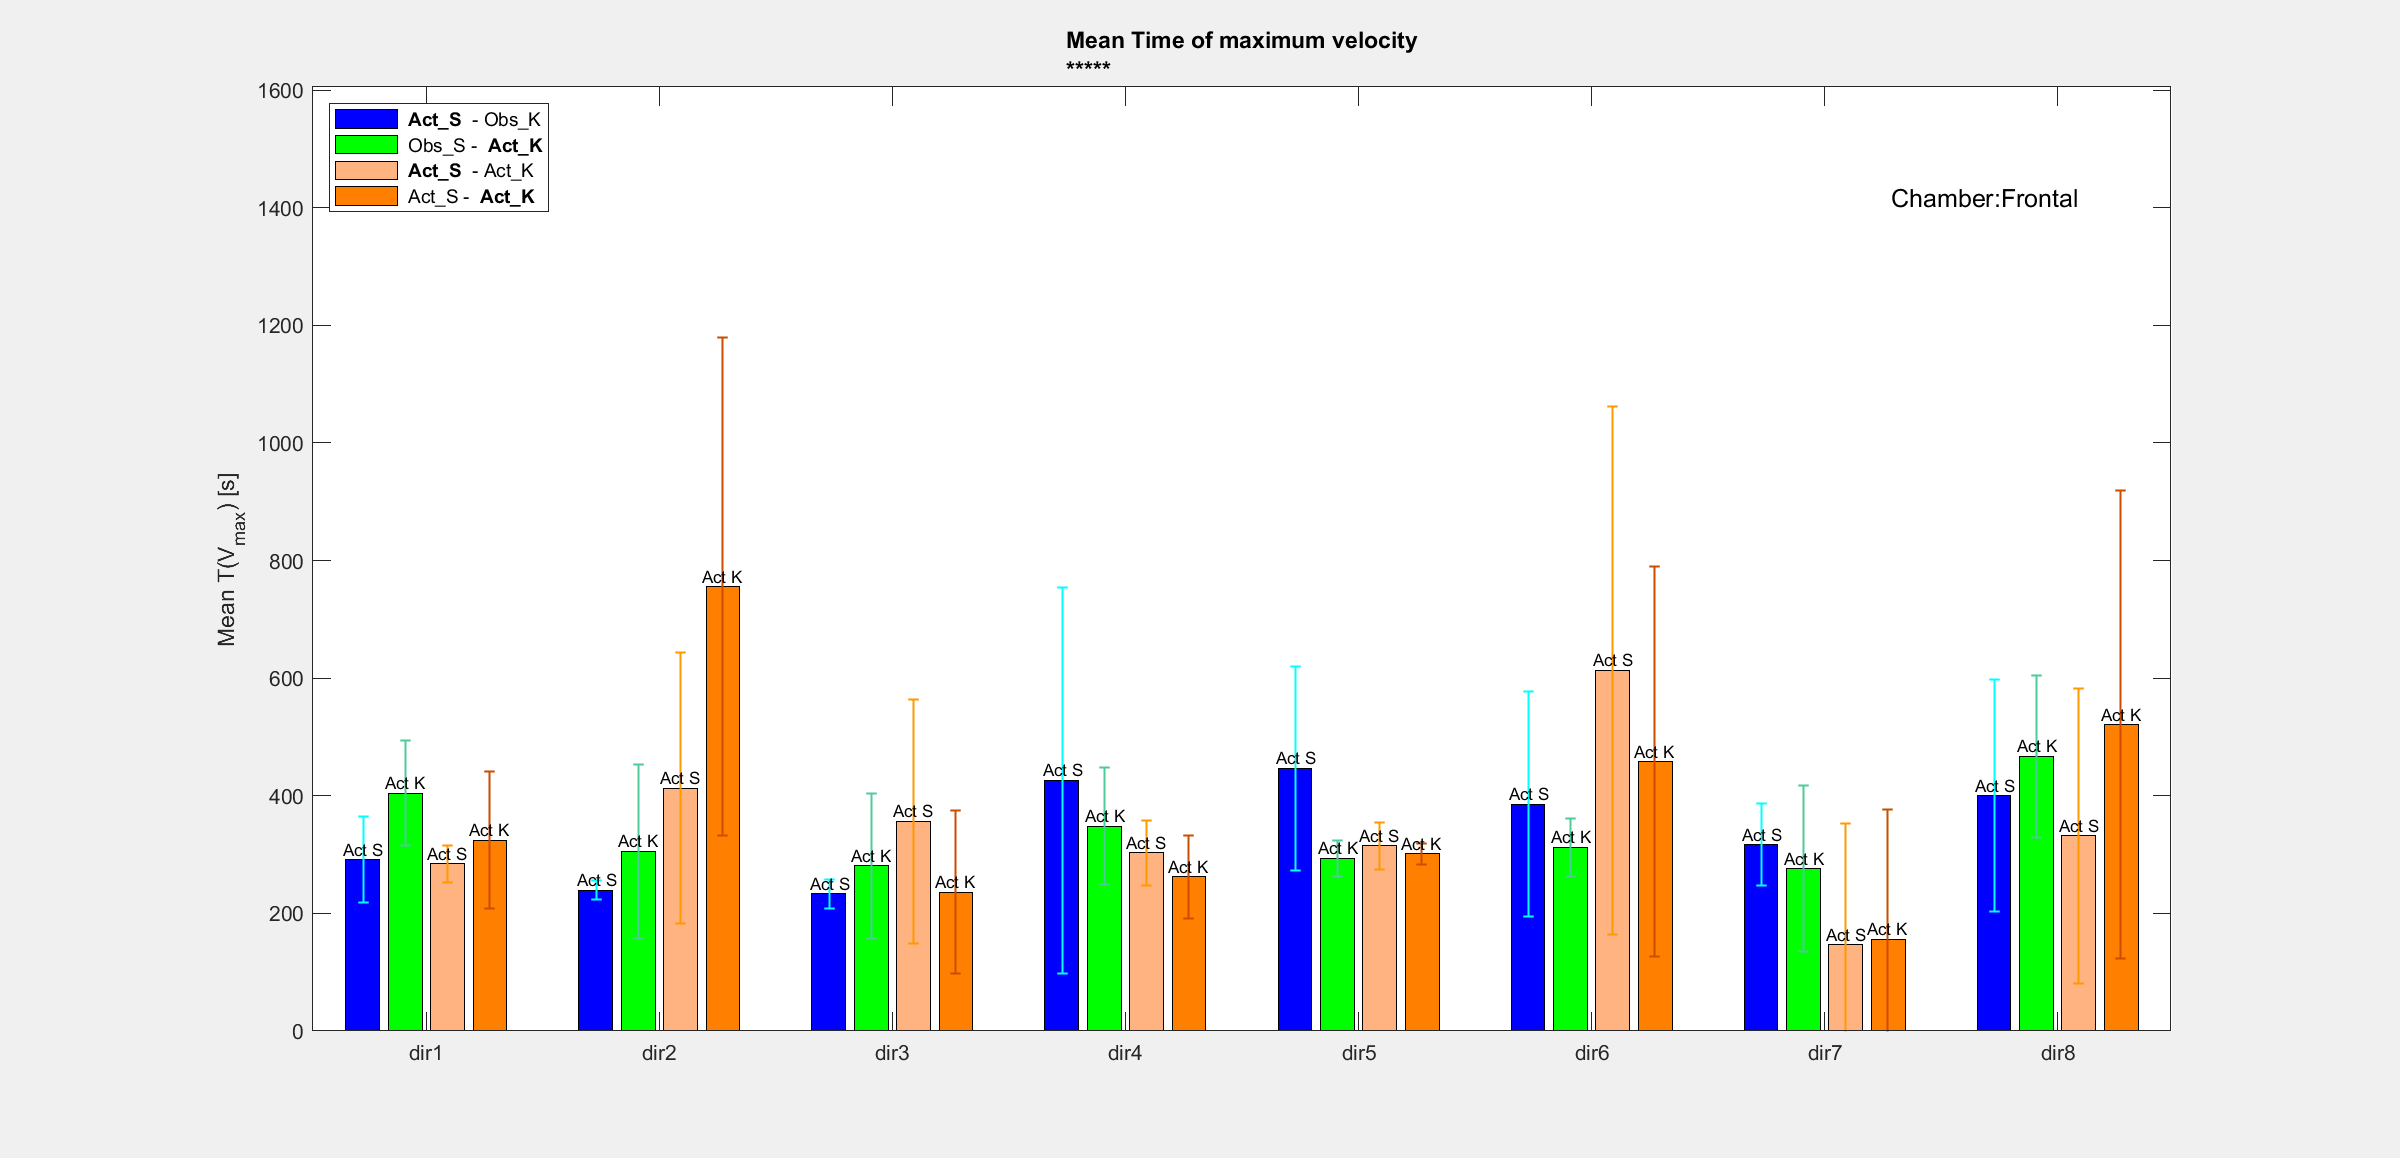 Mean Time of maximum velocity
*****
Act_S - Obs_K
Obs_S - Act_K
Act_S - Act_K
Act_S - Act_K
Chamber:Frontal
Mean T(Vmax) [s]
1600
1400
1200
1000
800
600
400
200
0
Act S Act K Act S Act K
Act S Act K Act S Act K
Act S Act K Act S Act K
Act S Act K Act S Act K
Act S Act K Act S Act K
Act S Act K Act S Act K
Act S Act K Act S Act K
Act S Act K Act S Act K
dir1 dir2 dir3 dir4 dir5 dir6 dir7 dir8